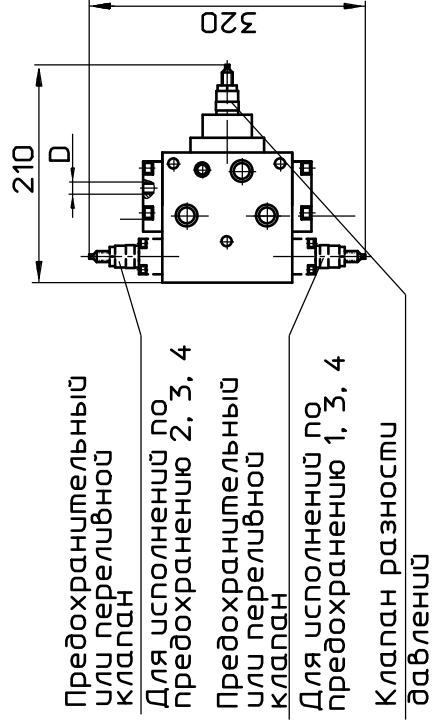 320
210
D
Предохранительный
или переливной
клапан
Для исполнений по
предохранению 2, 3, 4
Предохранительный
или переливной
клапан
Для исполнений по
предохранению 1, 3, 4
Клапан разности
давлений